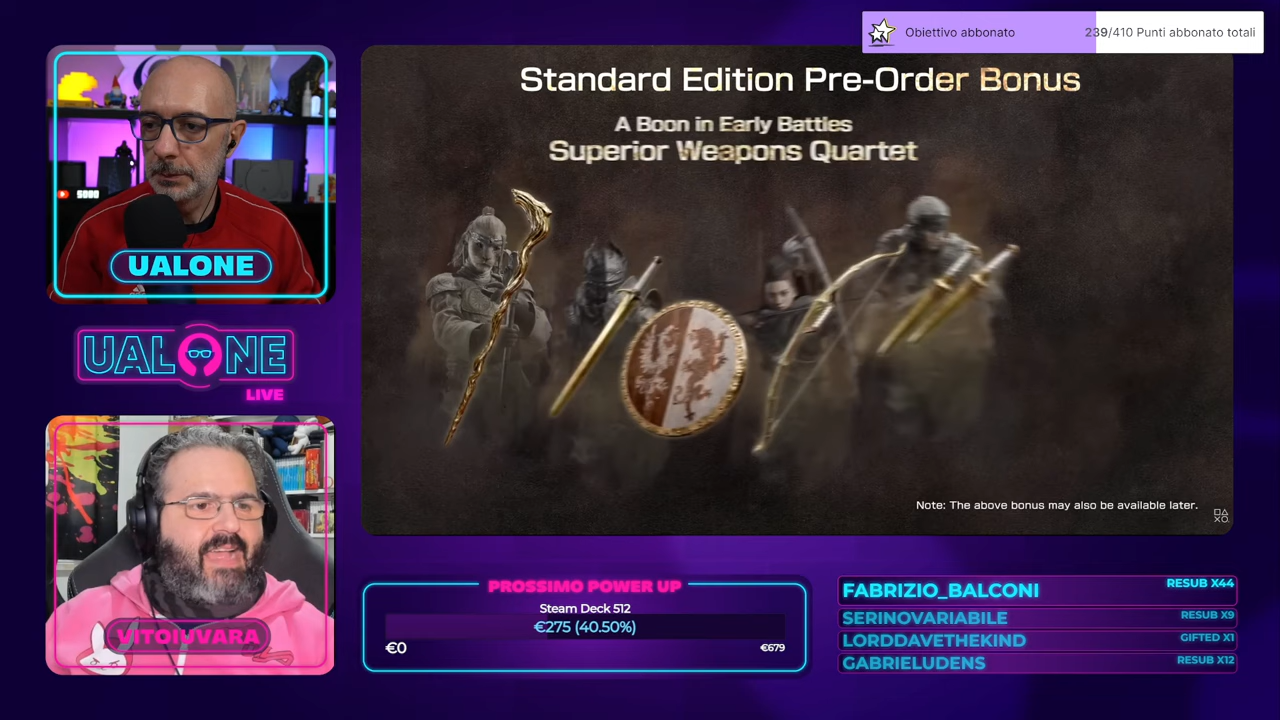 Obiettivo abbonato
239/410 Punti abbonato totali
Standard Edition Pre-Order Bonus
A Boon in Early Battles
Superior Weapons Quartet
5000
UALONE
UALONE
LIVE
VITOIUVARA
Note: The above bonus may also be available later.
PROSSIMO POWER UP
Steam Deck 512
€275 (40.50%)
€0
€679
FABRIZIO_BALCONI RESUB X44
SERINOVARIABILE RESUB X9
LORDDAVETHEKIND GIFTED X1
GABRIELUDENS RESUB X12